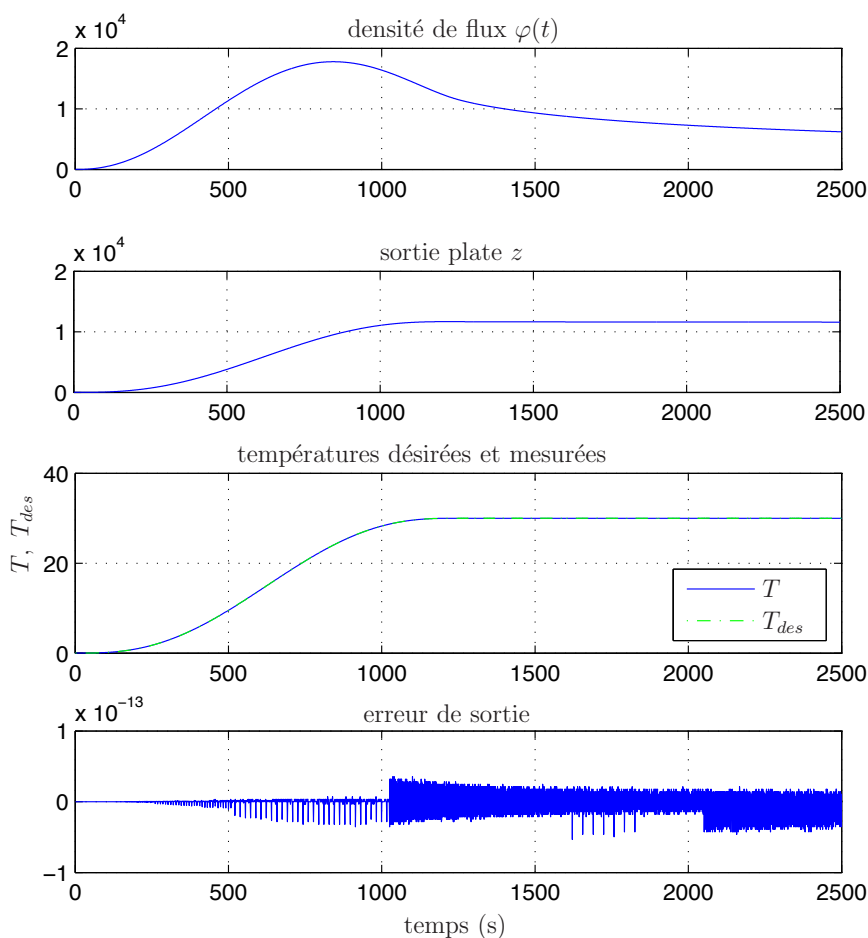 densité de flux φ(t)
x 10^4
2
1
0
0 500 1000 1500 2000 2500
sortie plate z
x 10^4
2
1
0
0 500 1000 1500 2000 2500
températures désirées et mesurées
40
20
0
T, T_des
T
T_des
0 500 1000 1500 2000 2500
erreur de sortie
x 10^−13
1
0
−1
0 500 1000 1500 2000 2500
temps (s)